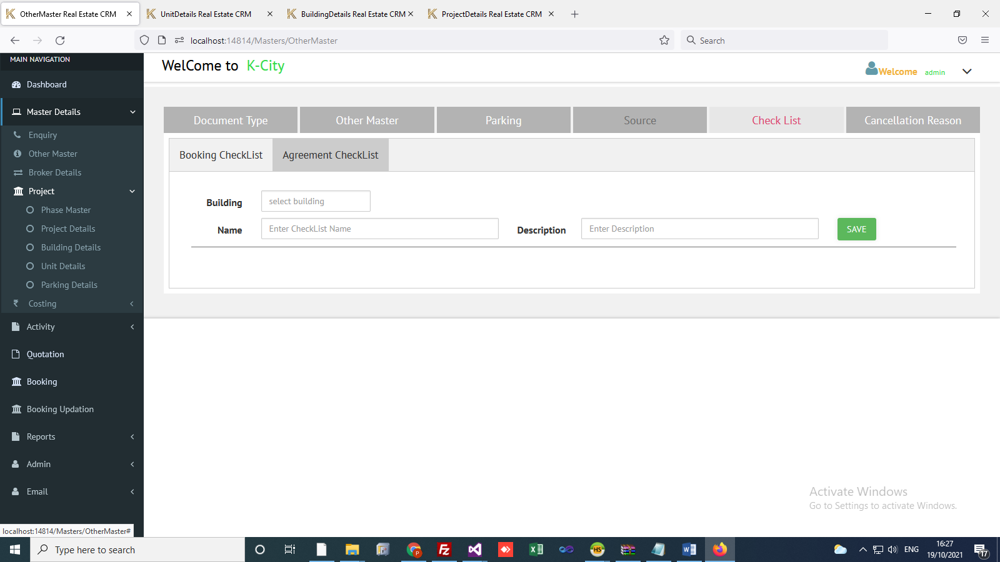 OtherMaster Real Estate CRM
UnitDetails Real Estate CRM
BuildingDetails Real Estate CRM
ProjectDetails Real Estate CRM
localhost:14814/Masters/OtherMaster
Search
MAIN NAVIGATION
WelCome to K-City
Welcome admin
Dashboard
Master Details
Enquiry
Other Master
Broker Details
Project
Phase Master
Project Details
Building Details
Unit Details
Parking Details
Costing
Activity
Quotation
Booking
Booking Updation
Reports
Admin
Email
Document Type
Other Master
Parking
Source
Check List
Cancellation Reason
Booking CheckList
Agreement CheckList
Building
select building
Name
Enter CheckList Name
Description
Enter Description
SAVE
Activate Windows
Go to Settings to activate Windows.
localhost:14814/Masters/OtherMaster#
Type here to search
P
FZ
HS
ENG
16:27
19/10/2021
17